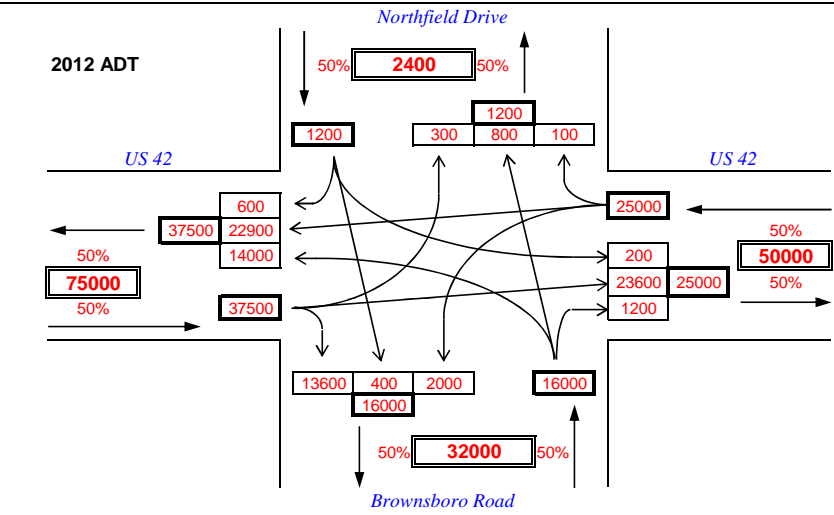 Northfield Drive
2012 ADT
50% 2400 50%
1200
1200 300 800 100
US 42 US 42
600 25000
37500 22900 50%
50% 14000 200 50000
75000 23600 25000 50%
50% 37500 1200
13600 400 2000 16000
16000
50% 32000 50%
Brownsboro Road